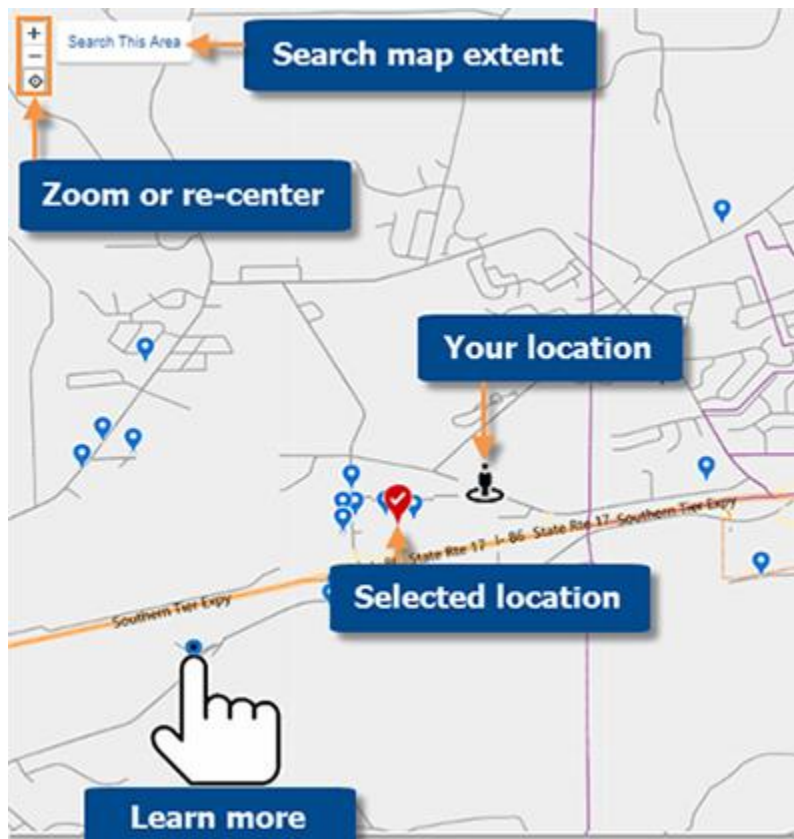 +
Search This Area
Search map extent
−
Zoom or re-center
Your location
State Rte 17 I- 86 State Rte 17 Southern Tier Expy
Selected location
Southern Tier Expy
Learn more